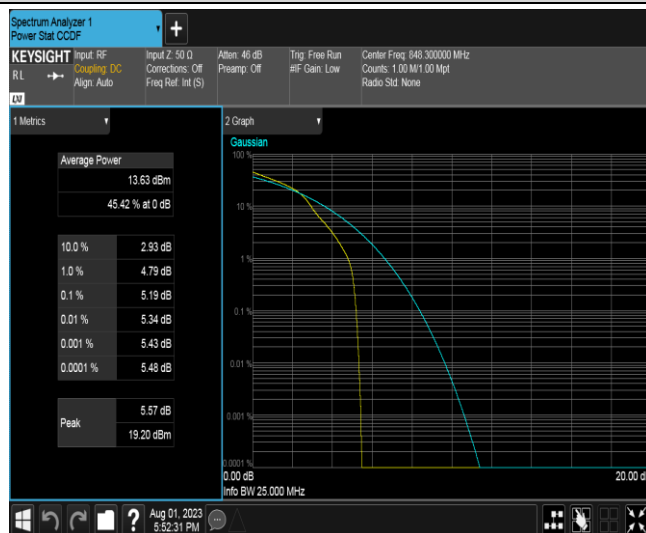 Spectrum Analyzer 1
Power Stat CCDF
+
KEYSIGHT
RL
LXI
Input: RF
Coupling: DC
Align: Auto
Input Z: 50 Ω
Corrections: Off
Freq Ref: Int (S)
Atten: 46 dB
Preamp: Off
Trig: Free Run
#IF Gain: Low
Center Freq: 848.300000 MHz
Counts: 1.00 M/1.00 Mpt
Radio Std: None
1 Metrics
Average Power
13.63 dBm
45.42 % at 0 dB
10.0 % 2.93 dB
1.0 % 4.79 dB
0.1 % 5.19 dB
0.01 % 5.34 dB
0.001 % 5.43 dB
0.0001 % 5.48 dB
Peak
5.57 dB
19.20 dBm
2 Graph
Gaussian
100 %
10 %
1 %
0.1 %
0.01 %
0.001 %
0.0001 %
0.00 dB 20.00 d
Info BW 25.000 MHz
?
Aug 01, 2023
5:52:31 PM